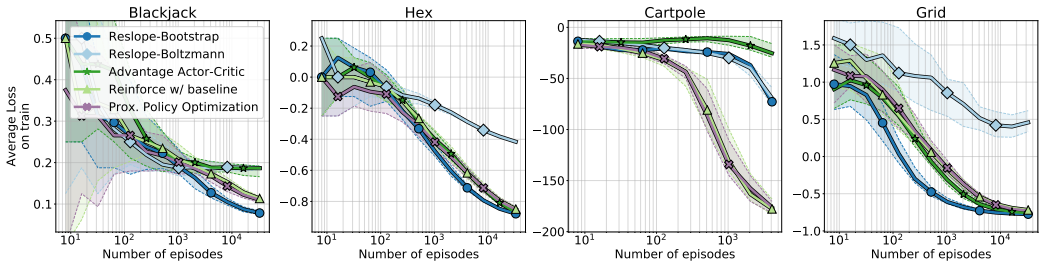 Blackjack
Hex
Cartpole
Grid
Average Loss
on train
0.5
0.4
0.3
0.2
0.1
Reslope-Bootstrap
Reslope-Boltzmann
Advantage Actor-Critic
Reinforce w/ baseline
Prox. Policy Optimization
10¹
10²
10³
10⁴
Number of episodes
0.2
0.0
−0.2
−0.4
−0.6
−0.8
10¹
10²
10³
10⁴
Number of episodes
0
−50
−100
−150
−200
10¹
10²
10³
Number of episodes
1.5
1.0
0.5
0.0
−0.5
−1.0
10¹
10²
10³
10⁴
Number of episodes